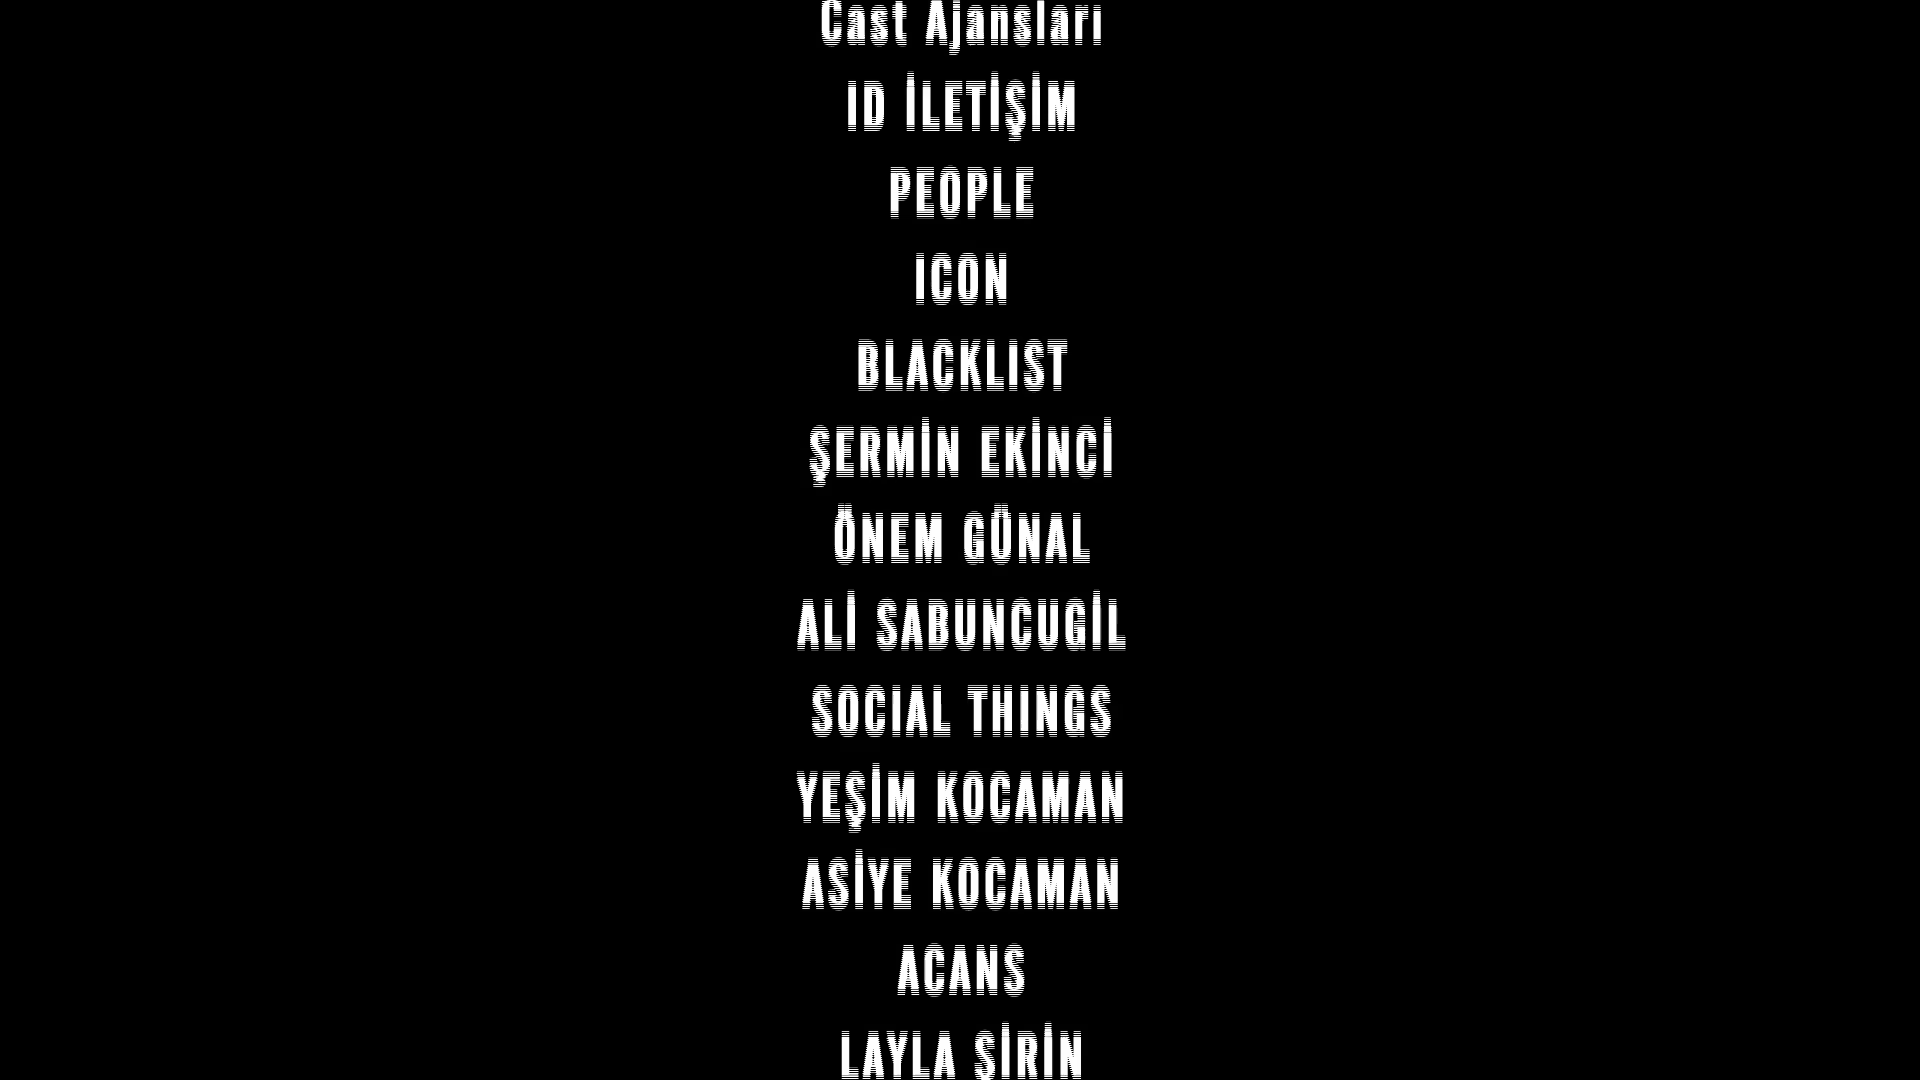 Cast Ajansları
ID İLETİŞİM
PEOPLE
ICON
BLACKLIST
ŞERMİN EKİNCİ
ÖNEM GÜNAL
ALİ SABUNCUGİL
SOCIAL THINGS
YEŞİM KOCAMAN
ASİYE KOCAMAN
ACANS
LAYLA ŞİRİN